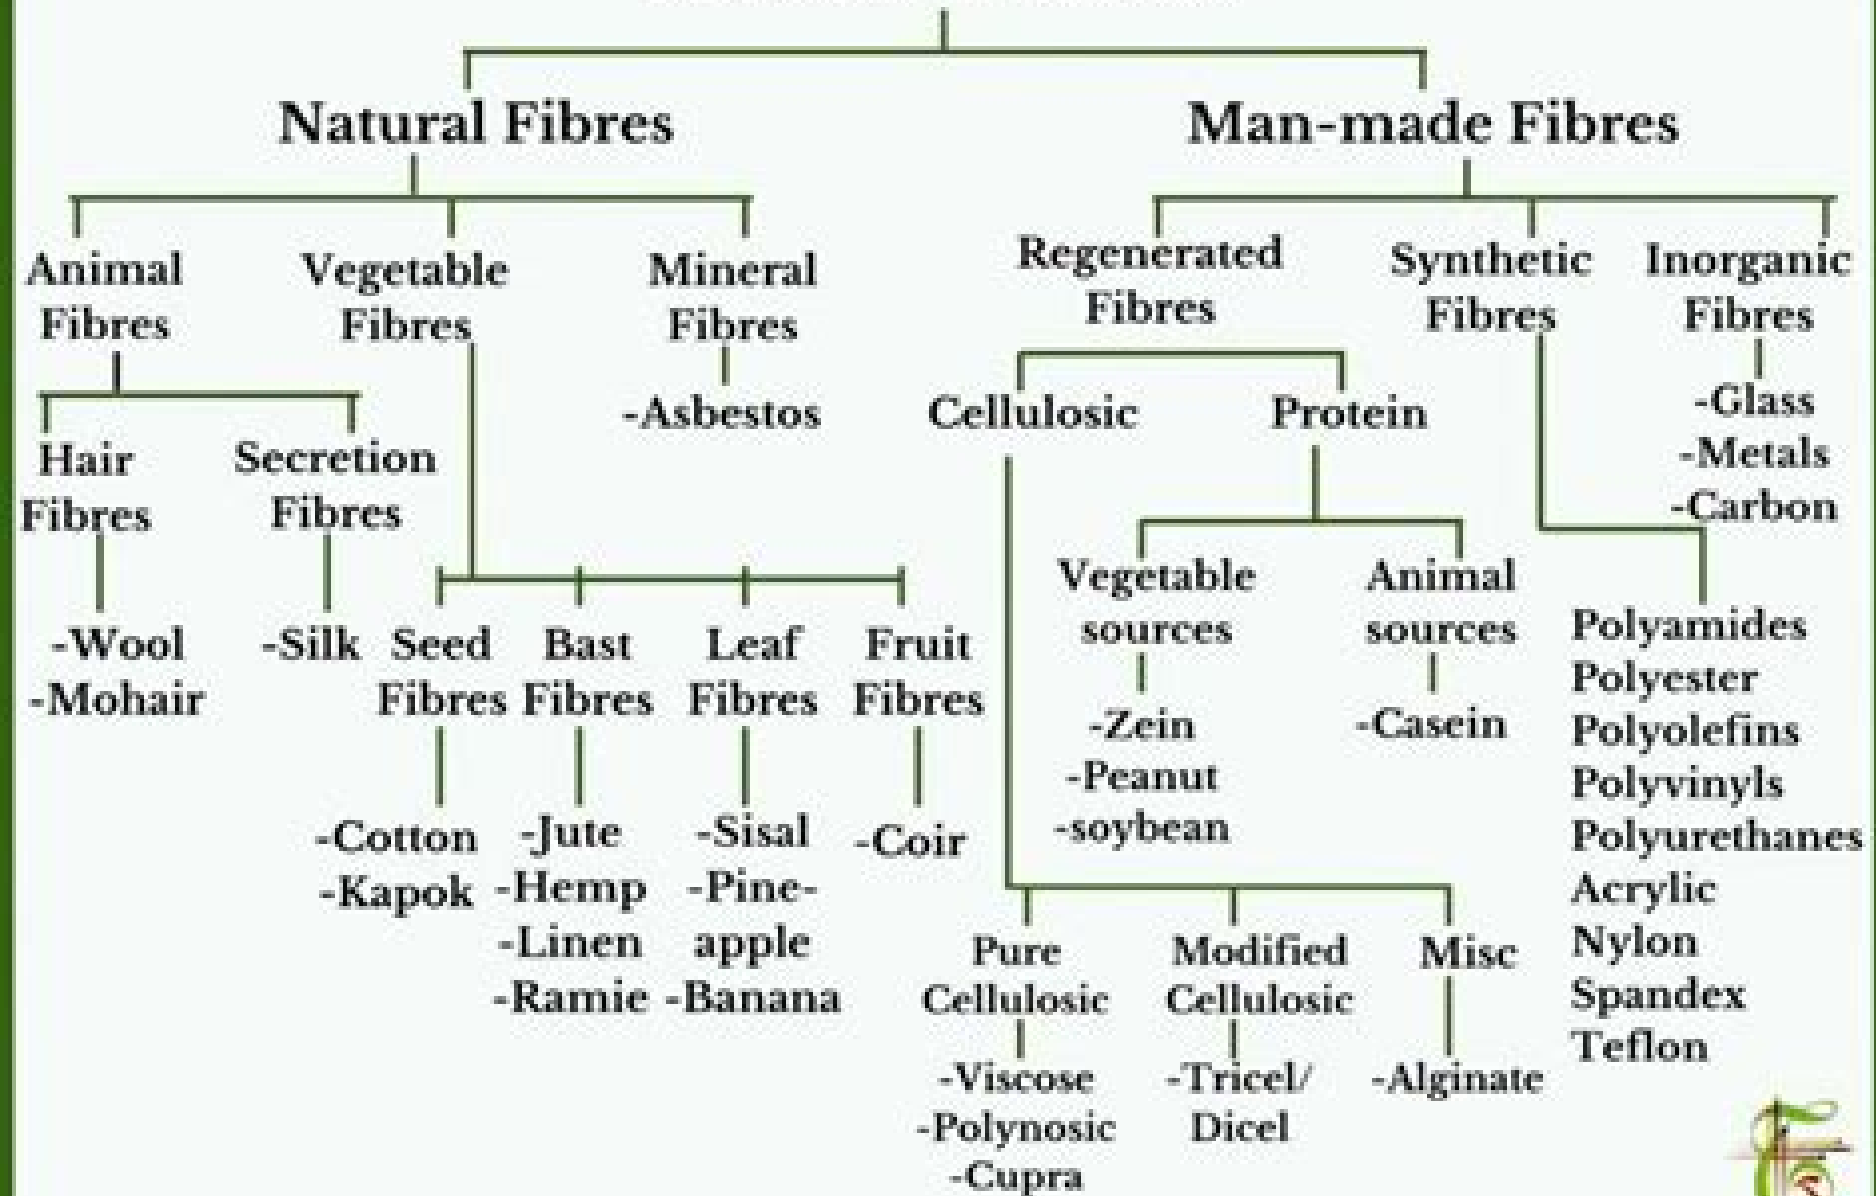 Natural Fibres
Man-made Fibres
Animal
Fibres
Vegetable
Fibres
Mineral
Fibres
Regenerated
Fibres
Synthetic
Fibres
Inorganic
Fibres
-Asbestos
Cellulosic
Protein
-Glass
-Metals
-Carbon
Hair
Fibres
Secretion
Fibres
-Wool
-Mohair
-Silk
Seed
Fibres
Bast
Fibres
Leaf
Fibres
Fruit
Fibres
-Cotton
-Kapok
-Jute
-Hemp
-Linen
-Ramie
-Sisal
-Pine-
apple
-Banana
-Coir
Vegetable
sources
-Zein
-Peanut
-soybean
Animal
sources
-Casein
Polyamides
Polyester
Polyolefins
Polyvinyls
Polyurethanes
Acrylic
Nylon
Spandex
Teflon
Pure
Cellulosic
-Viscose
-Polynosic
-Cupra
Modified
Cellulosic
-Tricel/
Dicel
Misc
-Alginate